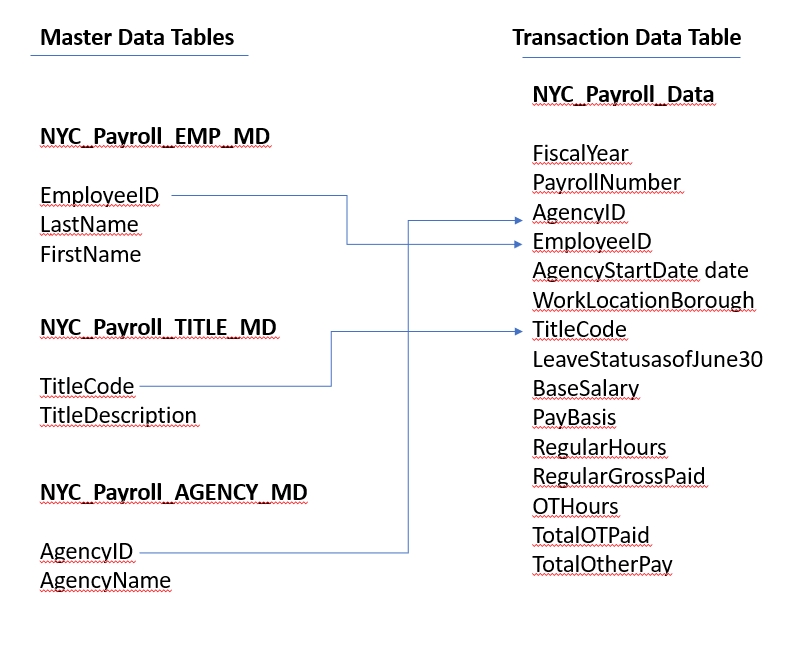 Master Data Tables
NYC_Payroll_EMP_MD
EmployeeID
LastName
FirstName
NYC_Payroll_TITLE_MD
TitleCode
TitleDescription
NYC_Payroll_AGENCY_MD
AgencyID
AgencyName
Transaction Data Table
NYC_Payroll_Data
FiscalYear
PayrollNumber
AgencyID
EmployeeID
AgencyStartDate date
WorkLocationBorough
TitleCode
LeaveStatusasofJune30
BaseSalary
PayBasis
RegularHours
RegularGrossPaid
OTHours
TotalOTPaid
TotalOtherPay